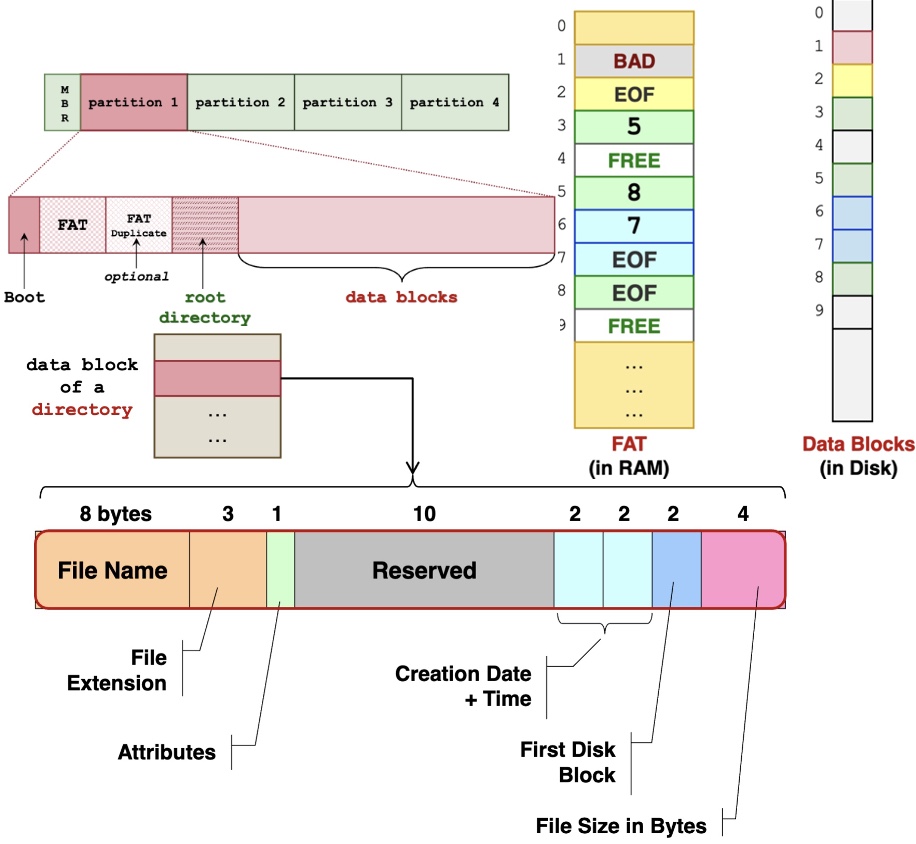 MBR
partition 1
partition 2
partition 3
partition 4
FAT
FAT
Duplicate
Boot
optional
root
directory
data blocks
data block
of a
directory
...
...
0
1 BAD
2 EOF
3 5
4 FREE
5 8
6 7
7 EOF
8 EOF
9 FREE
...
...
...
FAT
(in RAM)
0
1
2
3
4
5
6
7
8
9
Data Blocks
(in Disk)
8 bytes 3 1 10 2 2 2 4
File Name
Reserved
File
Extension
Attributes
Creation Date
+ Time
First Disk
Block
File Size in Bytes